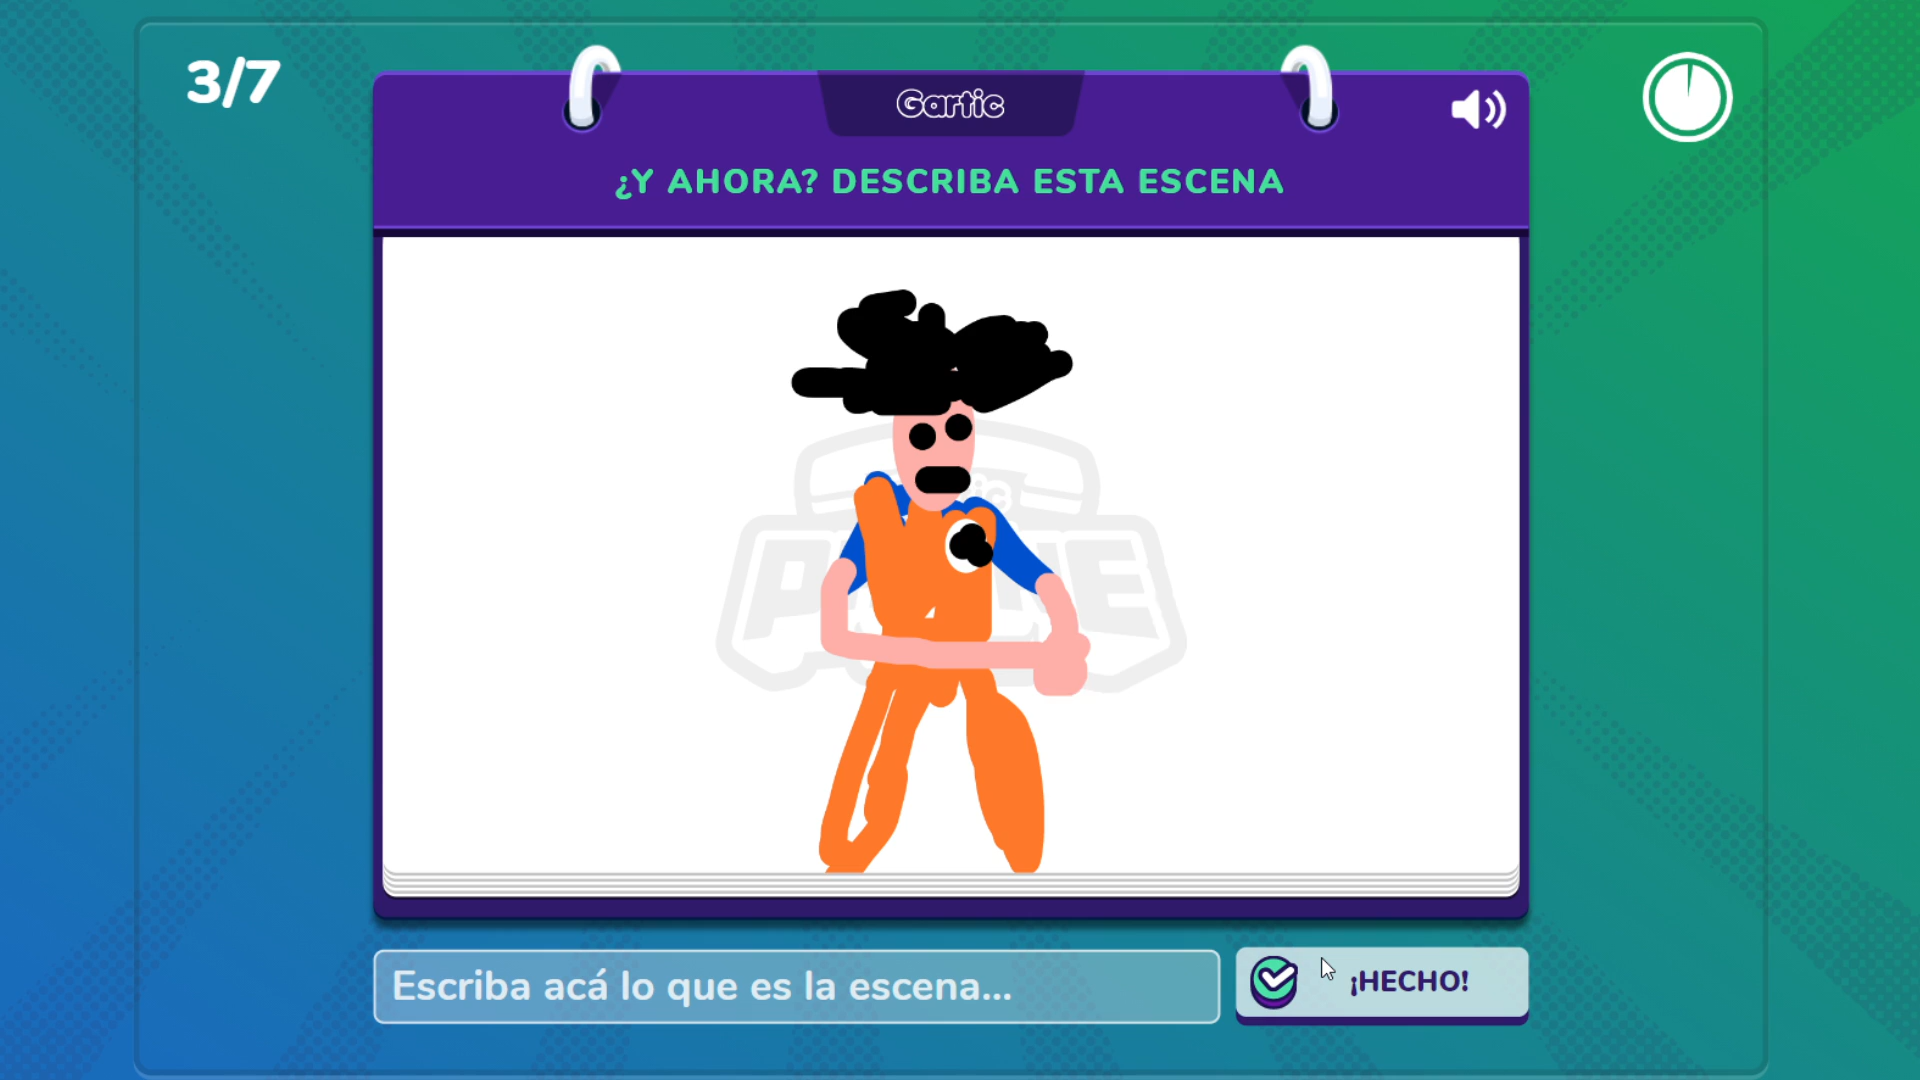 3/7
Gartic
¿Y AHORA? DESCRIBA ESTA ESCENA
Escriba acá lo que es la escena...
¡HECHO!